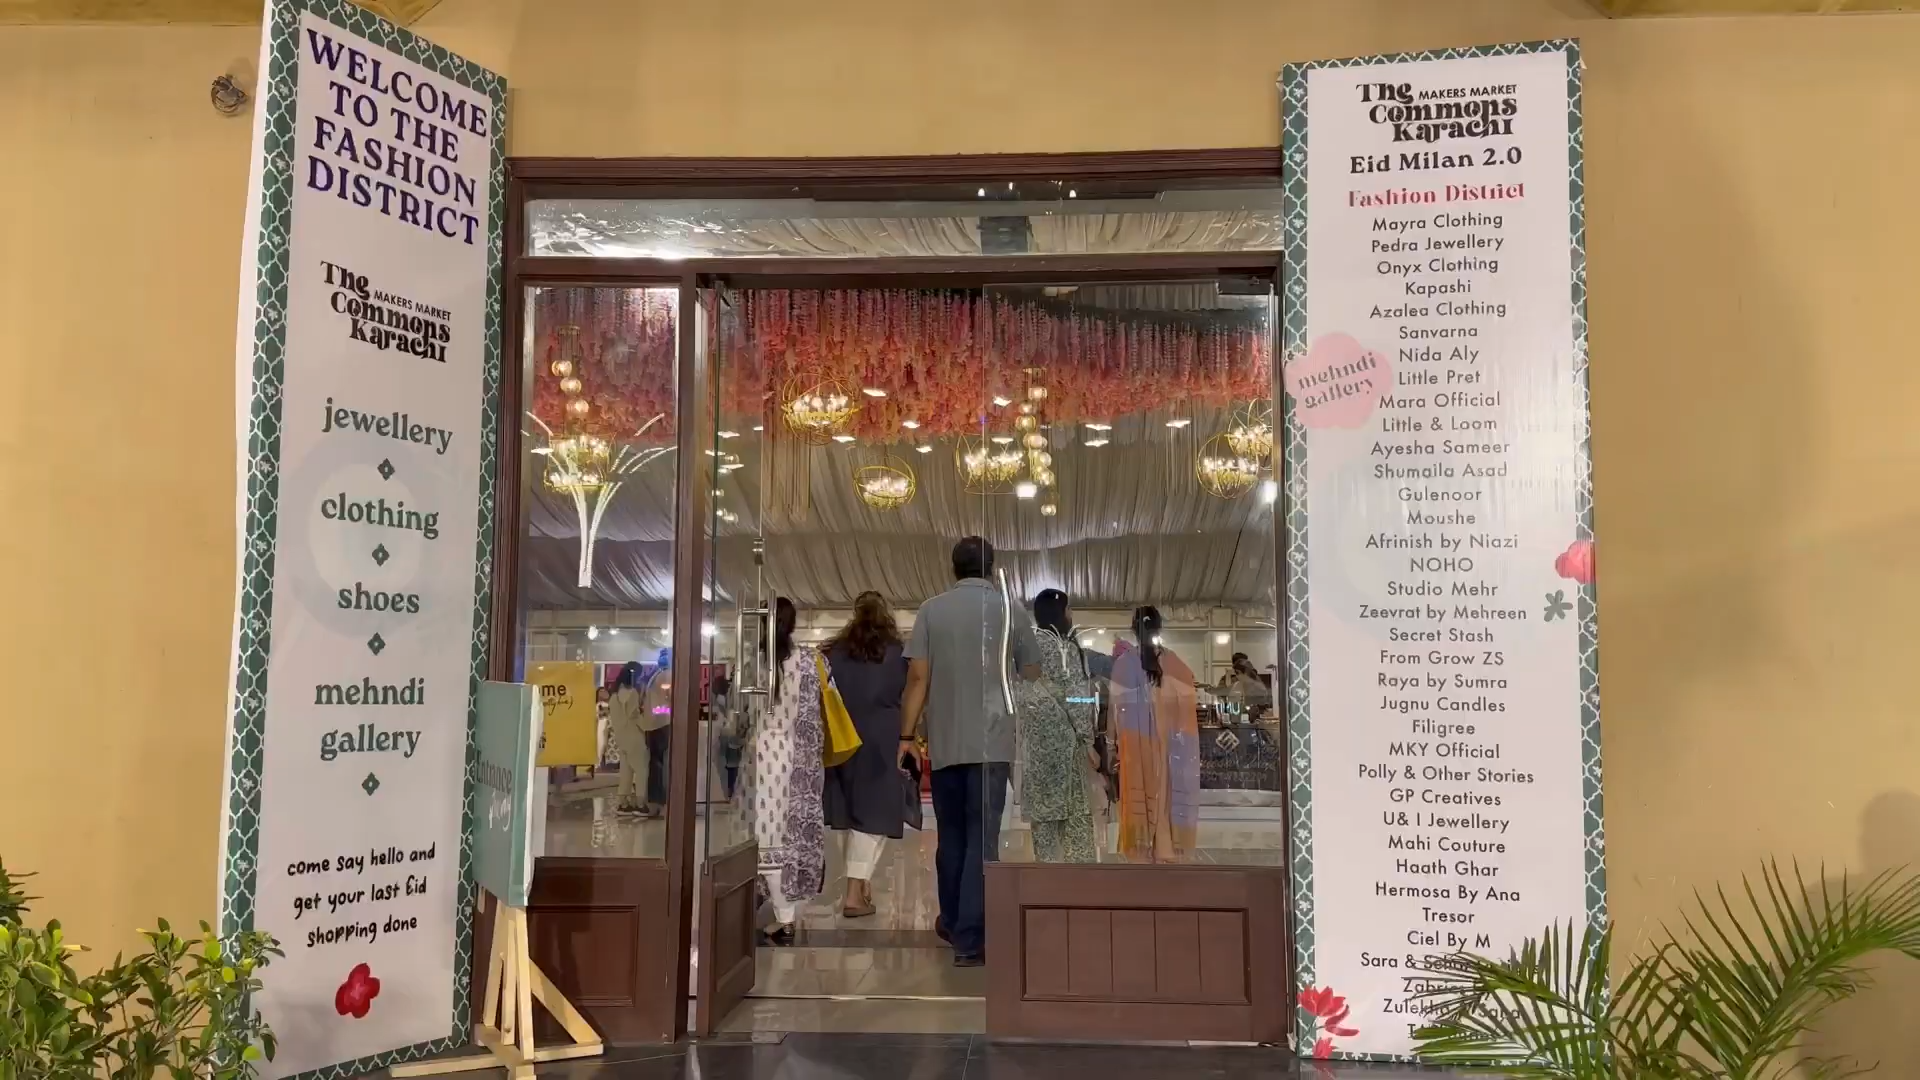 WELCOME
TO THE
FASHION
DISTRICT
The MAKERS MARKET
Commons
Karachi
jewellery
clothing
shoes
mehndi
gallery
come say hello and
get your last Eid
shopping done
Entrance
The MAKERS MARKET
Commons
Karachi
Eid Milan 2.0
Fashion District
Mayra Clothing
Pedra Jewellery
Onyx Clothing
Kapashi
Azalea Clothing
Sanvarna
Nida Aly
mehndi
gallery
Little Pret
Mara Official
Little & Loom
Ayesha Sameer
Shumaila Asad
Gulenoor
Moushe
Afrinish by Niazi
NOHO
Studio Mehr
Zeevrat by Mehreen
Secret Stash
From Grow ZS
Raya by Sumra
Jugnu Candles
Filigree
MKY Official
Polly & Other Stories
GP Creatives
U& I Jewellery
Mahi Couture
Haath Ghar
Hermosa By Ana
Tresor
Ciel By M
Sara &